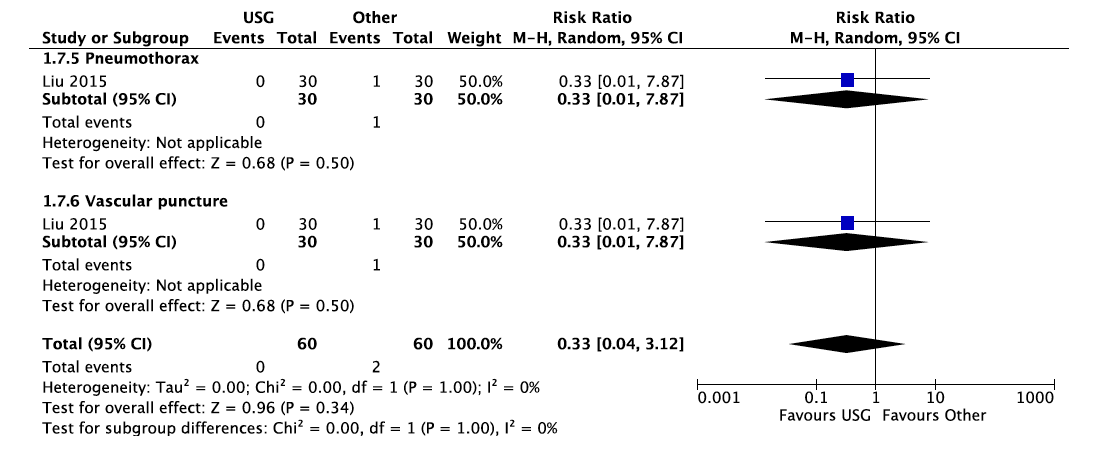 USG Other Risk Ratio Risk Ratio
Study or Subgroup Events Total Events Total Weight M-H, Random, 95% CI M-H, Random, 95% CI
1.7.5 Pneumothorax
Liu 2015 0 30 1 30 50.0% 0.33 [0.01, 7.87]
Subtotal (95% CI) 30 30 50.0% 0.33 [0.01, 7.87]
Total events 0 1
Heterogeneity: Not applicable
Test for overall effect: Z = 0.68 (P = 0.50)
1.7.6 Vascular puncture
Liu 2015 0 30 1 30 50.0% 0.33 [0.01, 7.87]
Subtotal (95% CI) 30 30 50.0% 0.33 [0.01, 7.87]
Total events 0 1
Heterogeneity: Not applicable
Test for overall effect: Z = 0.68 (P = 0.50)
Total (95% CI) 60 60 100.0% 0.33 [0.04, 3.12]
Total events 0 2
Heterogeneity: Tau² = 0.00; Chi² = 0.00, df = 1 (P = 1.00); I² = 0%
Test for overall effect: Z = 0.96 (P = 0.34)
Test for subgroup differences: Chi² = 0.00, df = 1 (P = 1.00), I² = 0%
0.001 0.1 1 10 1000
Favours USG Favours Other